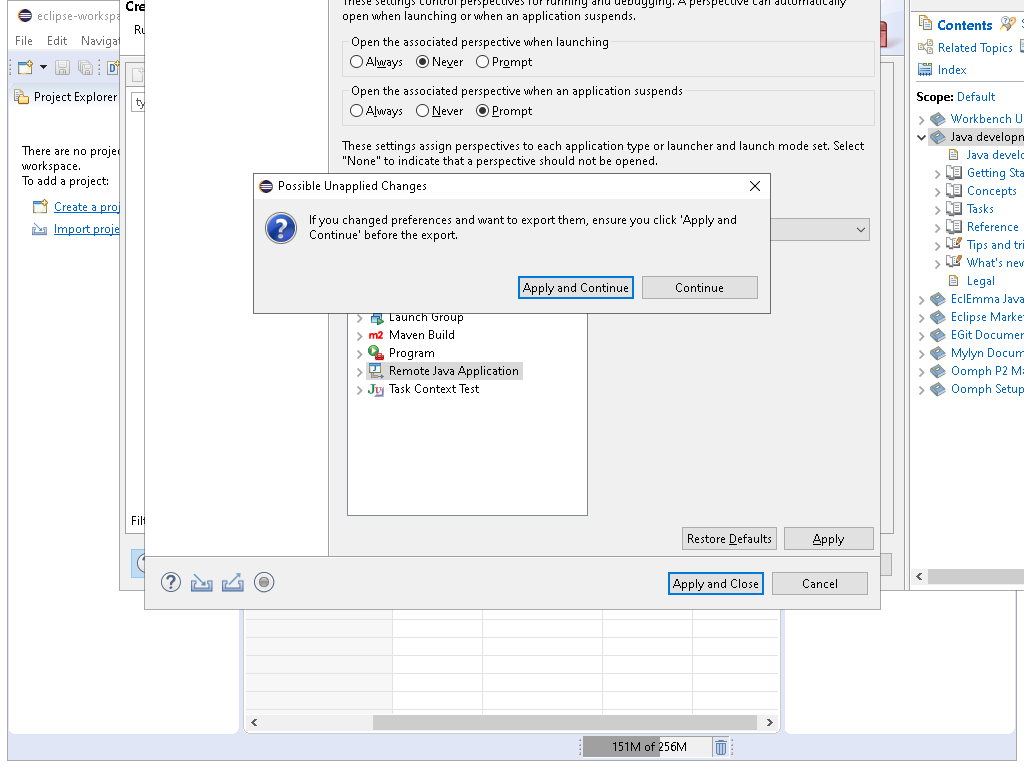 eclipse-workspa
File Edit Navigat
Project Explorer
There are no projec
workspace.
To add a project:
Create a proj
Import proje
Cre
Ru
ty
Filt
These settings control perspectives for running and debugging. A perspective can automatically
open when launching or when an application suspends.
Open the associated perspective when launching
Always Never Prompt
Open the associated perspective when an application suspends
Always Never Prompt
These settings assign perspectives to each application type or launcher and launch mode set. Select
"None" to indicate that a perspective should not be opened.
Possible Unapplied Changes
If you changed preferences and want to export them, ensure you click 'Apply and
Continue' before the export.
Apply and Continue Continue
Launch Group
m2 Maven Build
Program
Remote Java Application
Ju Task Context Test
Restore Defaults Apply
Apply and Close Cancel
151M of 256M
Contents
Related Topics
Index
Scope: Default
Workbench U
Java developm
Java develo
Getting Sta
Concepts
Tasks
Reference
Tips and tri
What's new
Legal
EclEmma Java
Eclipse Market
EGit Documen
Mylyn Docum
Oomph P2 Ma
Oomph Setup